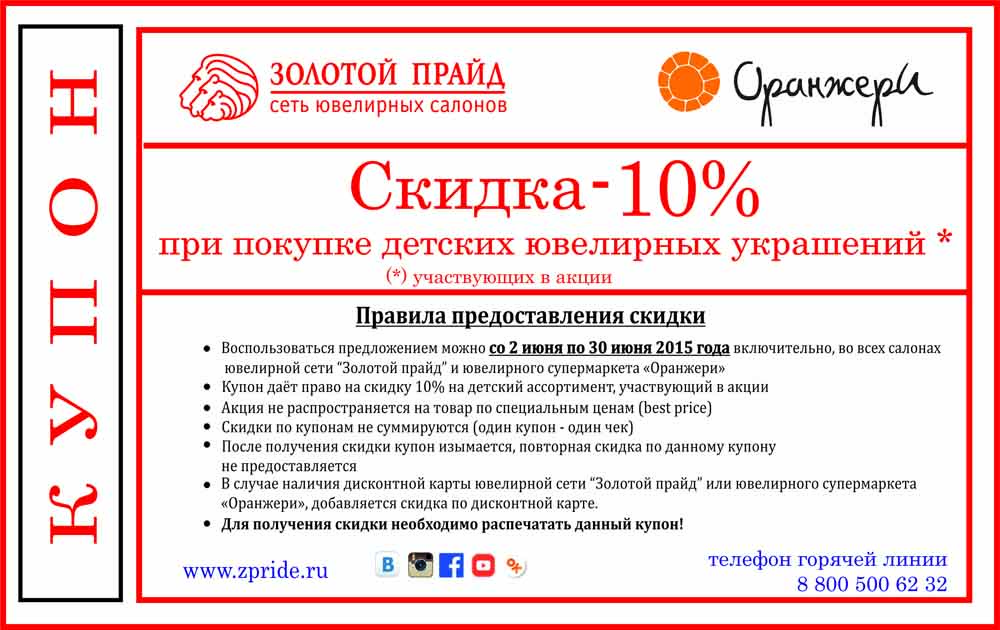 КУПОН
ЗОЛОТОЙ ПРАЙД
сеть ювелирных салонов
Оранжери
Скидка-10%
при покупке детских ювелирных украшений *
(*) участвующих в акции
Правила предоставления скидки
• Воспользоваться предложением можно со 2 июня по 30 июня 2015 года включительно, во всех салонах
ювелирной сети “Золотой прайд” и ювелирного супермаркета «Оранжери»
• Купон даёт право на скидку 10% на детский ассортимент, участвующий в акции
• Акция не распространяется на товар по специальным ценам (best price)
• Скидки по купонам не суммируются (один купон - один чек)
• После получения скидки купон изымается, повторная скидка по данному купону
не предоставляется
• В случае наличия дисконтной карты ювелирной сети “Золотой прайд” или ювелирного супермаркета
«Оранжери», добавляется скидка по дисконтной карте.
• Для получения скидки необходимо распечатать данный купон!
www.zpride.ru
телефон горячей линии
8 800 500 62 32